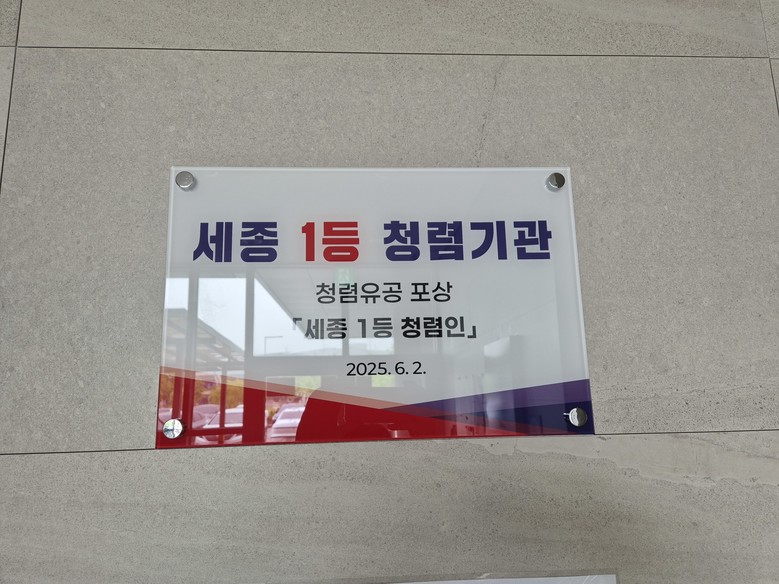 세종 1등 청렴기관
청렴유공 포상
「세종 1등 청렴인」
2025. 6. 2.